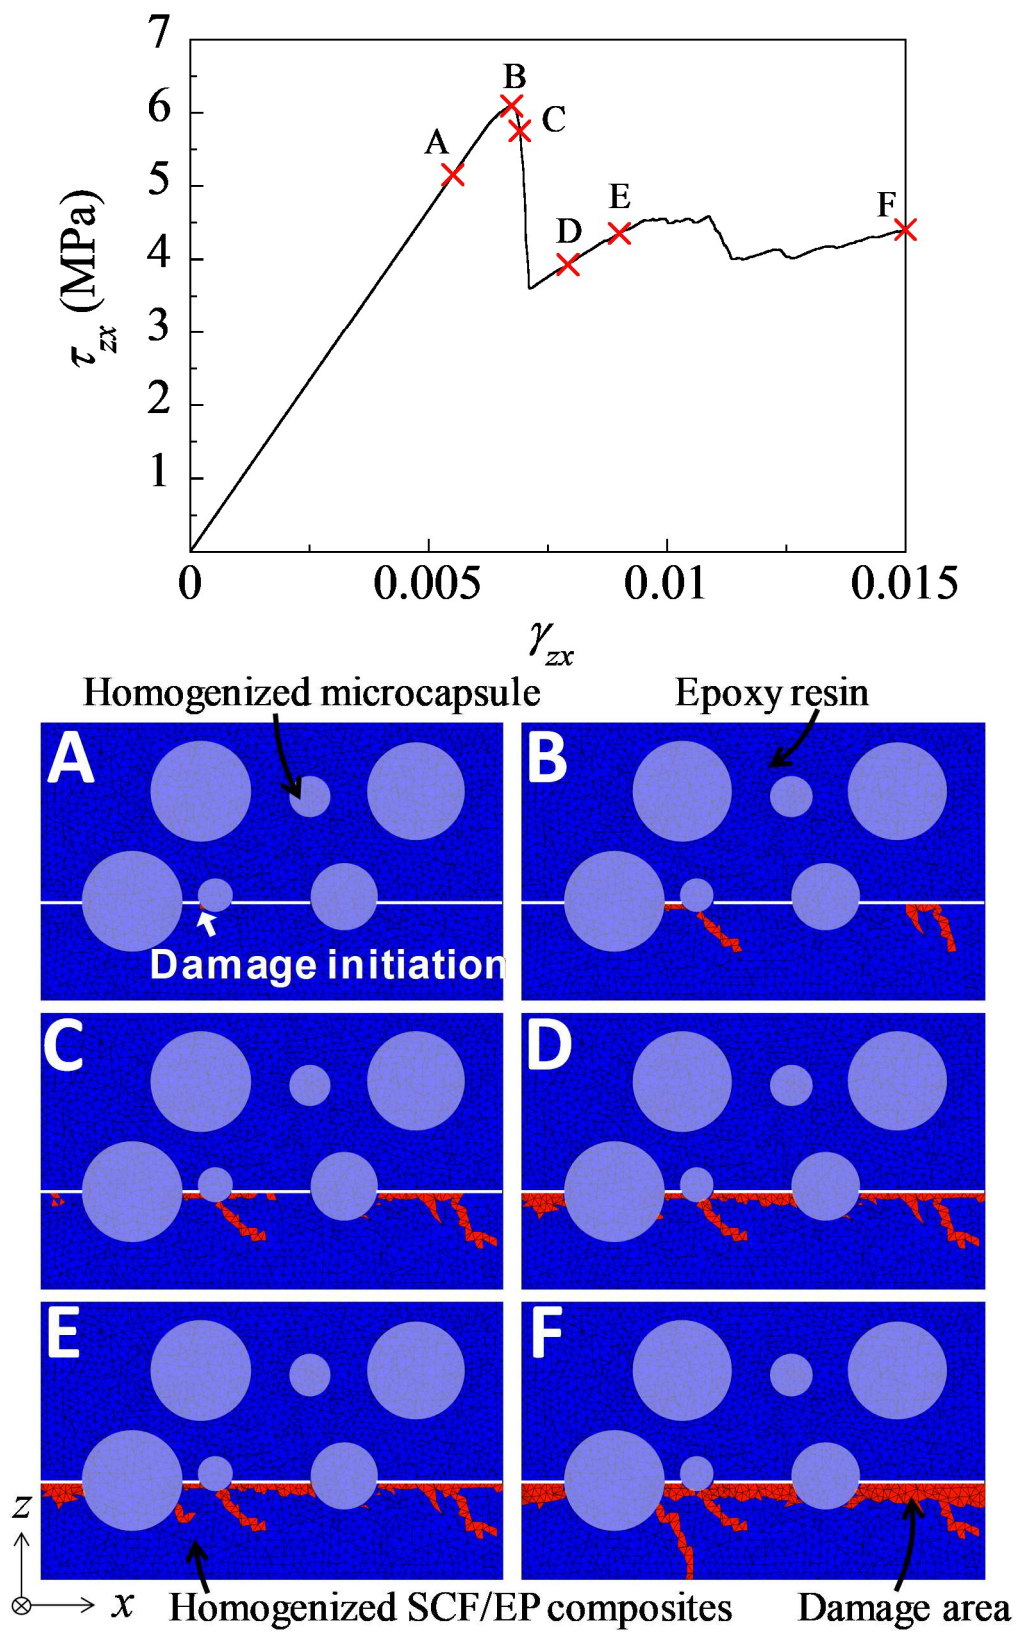 7
6
5
4
3
2
1
τzx (MPa)
A
B
C
D
E
F
0
0.005
0.01
0.015
γzx
Homogenized microcapsule
Epoxy resin
A
B
Damage initiation
C
D
E
F
z
x
Homogenized SCF/EP composites
Damage area